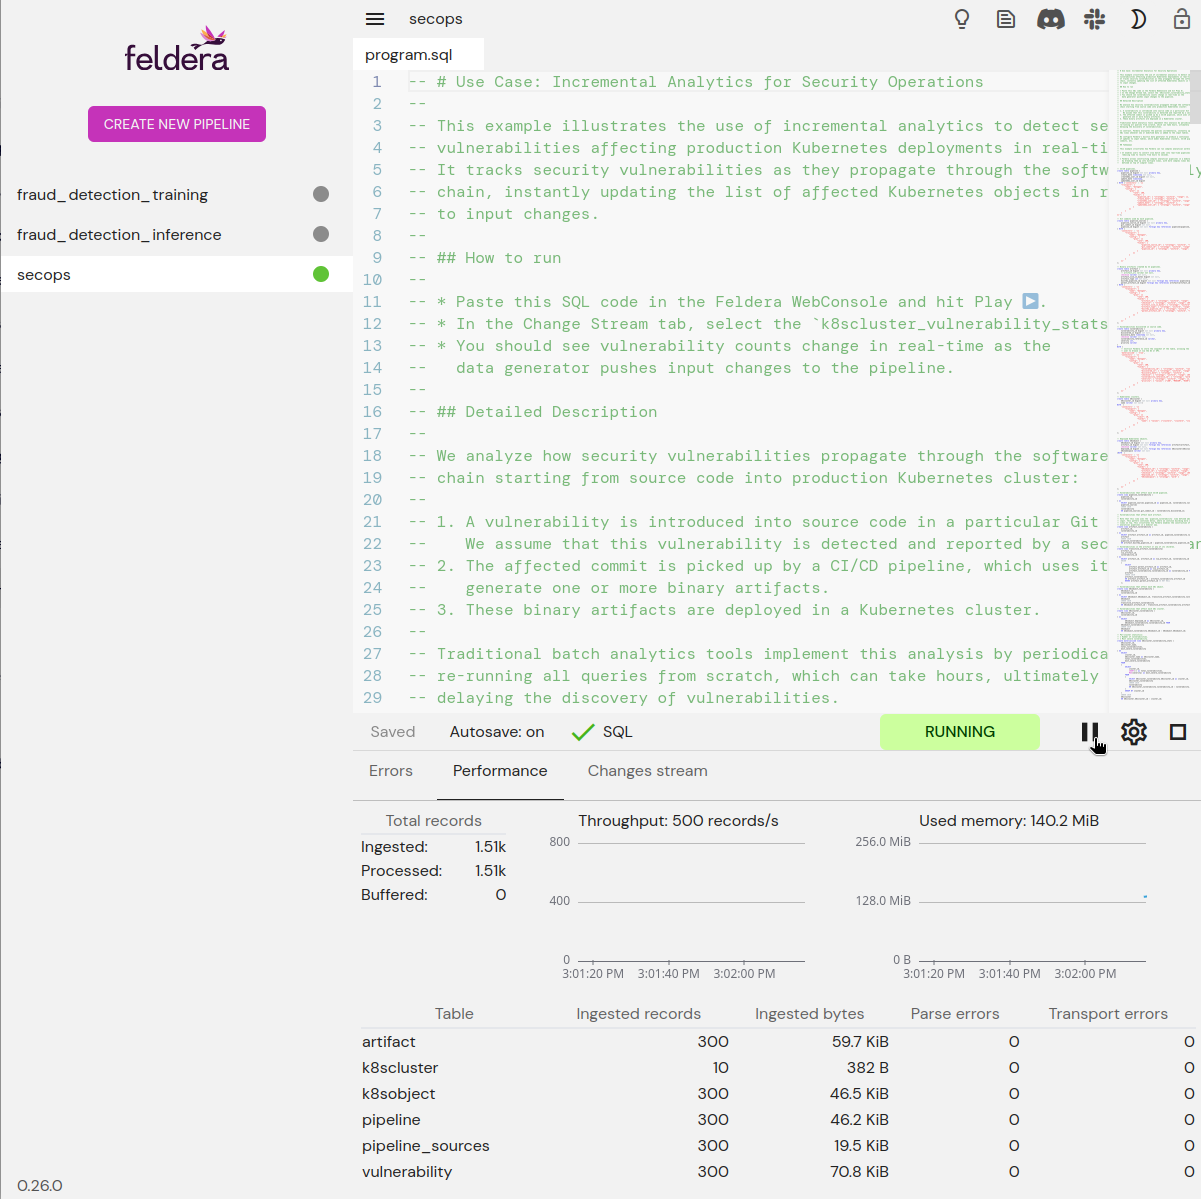 feldera
CREATE NEW PIPELINE
fraud_detection_training
fraud_detection_inference
secops
0.26.0
secops
program.sql
1 -- # Use Case: Incremental Analytics for Security Operations
2 --
3 -- This example illustrates the use of incremental analytics to detect se
4 -- vulnerabilities affecting production Kubernetes deployments in real-ti
5 -- It tracks security vulnerabilities as they propagate through the softw
6 -- chain, instantly updating the list of affected Kubernetes objects in r
7 -- to input changes.
8 --
9 -- ## How to run
10 --
11 -- * Paste this SQL code in the Feldera WebConsole and hit Play ▶️.
12 -- * In the Change Stream tab, select the `k8scluster_vulnerability_stats
13 -- * You should see vulnerability counts change in real-time as the
14 --   data generator pushes input changes to the pipeline.
15 --
16 -- ## Detailed Description
17 --
18 -- We analyze how security vulnerabilities propagate through the software
19 -- chain starting from source code into production Kubernetes cluster:
20 --
21 -- 1. A vulnerability is introduced into source code in a particular Git
22 --    We assume that this vulnerability is detected and reported by a sec
23 -- 2. The affected commit is picked up by a CI/CD pipeline, which uses it
24 --    generate one or more binary artifacts.
25 -- 3. These binary artifacts are deployed in a Kubernetes cluster.
26 --
27 -- Traditional batch analytics tools implement this analysis by periodica
28 -- re-running all queries from scratch, which can take hours, ultimately
29 -- delaying the discovery of vulnerabilities.
Saved Autosave: on SQL RUNNING
Errors Performance Changes stream
Total records
Ingested: 1.51k
Processed: 1.51k
Buffered: 0
Throughput: 500 records/s
800
400
0
3:01:20 PM 3:01:40 PM 3:02:00 PM
Used memory: 140.2 MiB
256.0 MiB
128.0 MiB
0 B
3:01:20 PM 3:01:40 PM 3:02:00 PM
Table Ingested records Ingested bytes Parse errors Transport errors
artifact 300 59.7 KiB 0 0
k8scluster 10 382 B 0 0
k8sobject 300 46.5 KiB 0 0
pipeline 300 46.2 KiB 0 0
pipeline_sources 300 19.5 KiB 0 0
vulnerability 300 70.8 KiB 0 0